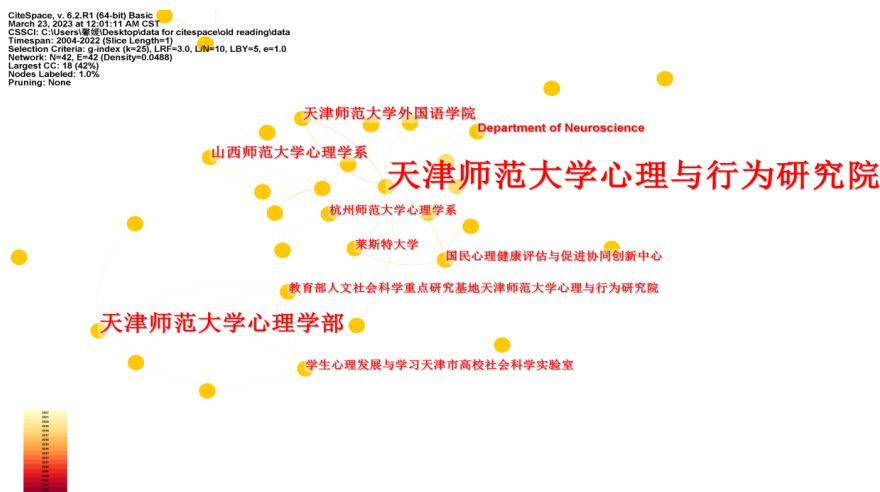 CiteSpace, v. 6.2.R1 (64-bit) Basic
March 23, 2023 at 12:01:11 AM CST
CSSCI: C:\Users\馨媛\Desktop\data for citespace\old reading\data
Timespan: 2004-2022 (Slice Length=1)
Selection Criteria: g-index (k=25), LRF=3.0, L/N=10, LBY=5, e=1.0
Network: N=42, E=42 (Density=0.0488)
Largest CC: 18 (42%)
Nodes Labeled: 1.0%
Pruning: None
天津师范大学外国语学院
Department of Neuroscience
山西师范大学心理学系
天津师范大学心理与行为研究院
杭州师范大学心理学系
莱斯特大学
国民心理健康评估与促进协同创新中心
教育部人文社会科学重点研究基地天津师范大学心理与行为研究院
天津师范大学心理学部
学生心理发展与学习天津市高校社会科学实验室